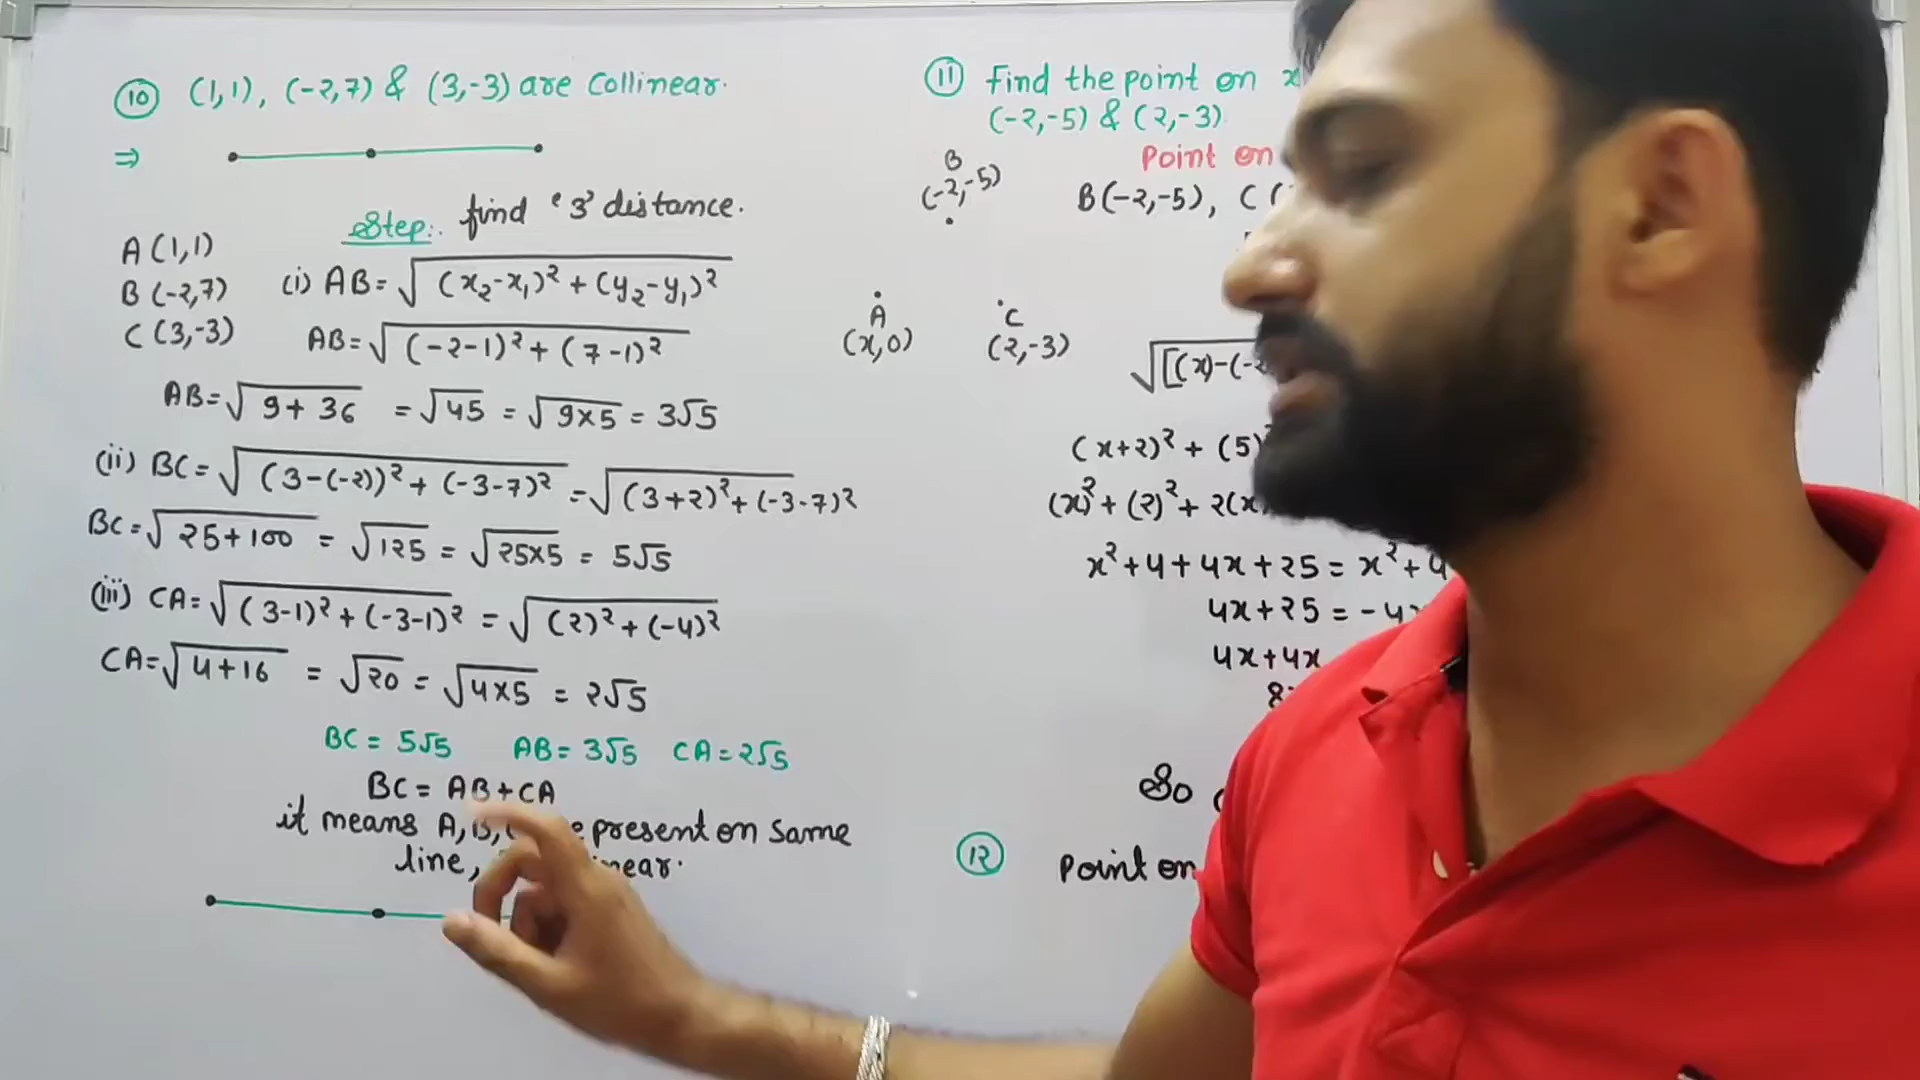 10 (1,1), (-2,7) & (3,-3) are Collinear.
⇒
Step:. find '3' distance.
A (1,1)
B (-2,7)
C (3,-3)
(i) AB = √(x₂-x₁)² + (y₂-y₁)²
AB = √(-2-1)² + (7-1)²
AB = √9+36 = √45 = √9×5 = 3√5
(ii) BC = √(3-(-2))² + (-3-7)² = √(3+2)² + (-3-7)²
BC = √25+100 = √125 = √25×5 = 5√5
(iii) CA = √(3-1)² + (-3-1)² = √(2)² + (-4)²
CA = √4+16 = √20 = √4×5 = 2√5
BC = 5√5 AB = 3√5 CA = 2√5
BC = AB + CA
it means A, B, present on Same
line,
11 find the point on x
(-2,-5) & (2,-3)
Point on
B
(-2,-5)
B(-2,-5), C (
A
(x,0)
C
(2,-3)
√[(x)-(-2
(x+2)² + (5)²
(x)² + (2)² + 2(x
x² + 4 + 4x + 25 = x² + 4
4x + 25 = -4x
4x + 4x
8x
So
12 Point on